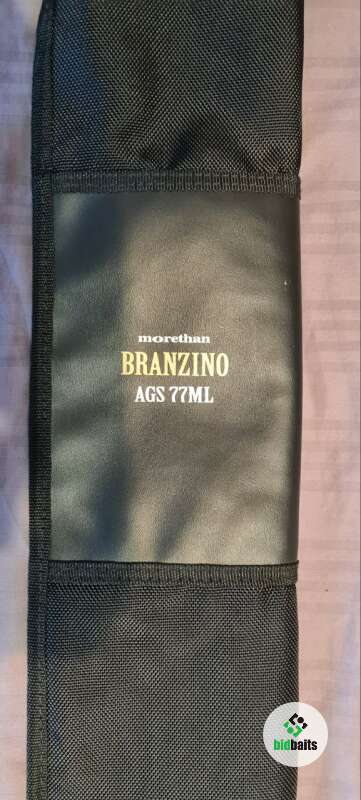 morethan
BRANZINO
AGS 77ML
bidbaits